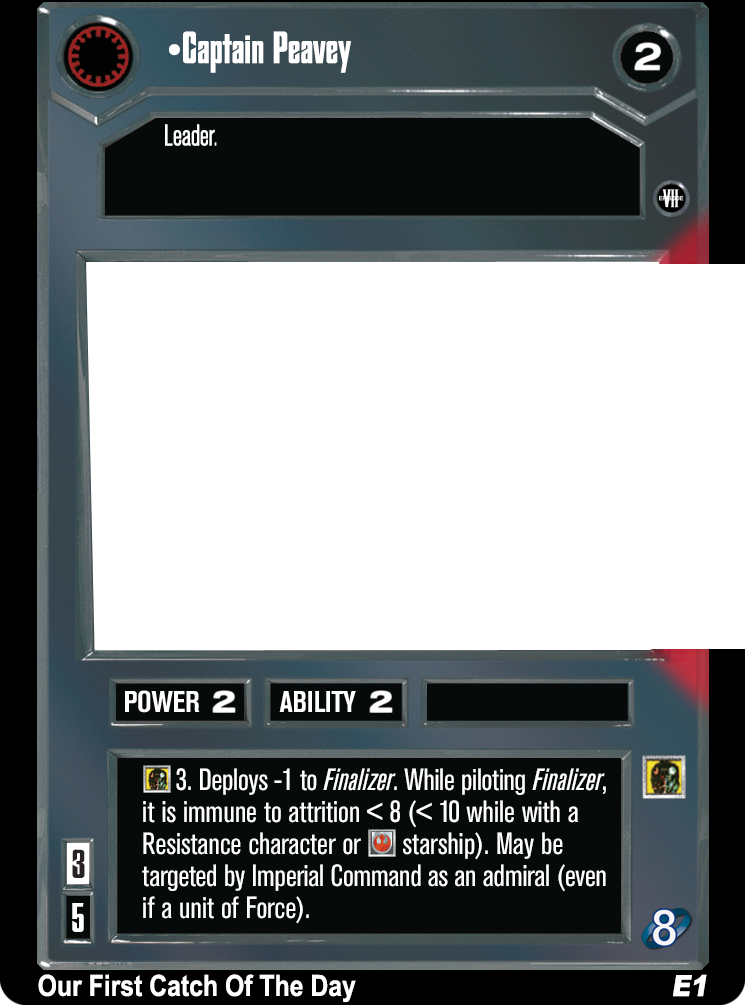 •Captain Peavey
2
Leader.
EPISODE VII
POWER 2
ABILITY 2
3. Deploys -1 to Finalizer. While piloting Finalizer,
it is immune to attrition < 8 (< 10 while with a
Resistance character or starship). May be
targeted by Imperial Command as an admiral (even
if a unit of Force).
3
5
8
Our First Catch Of The Day
E1